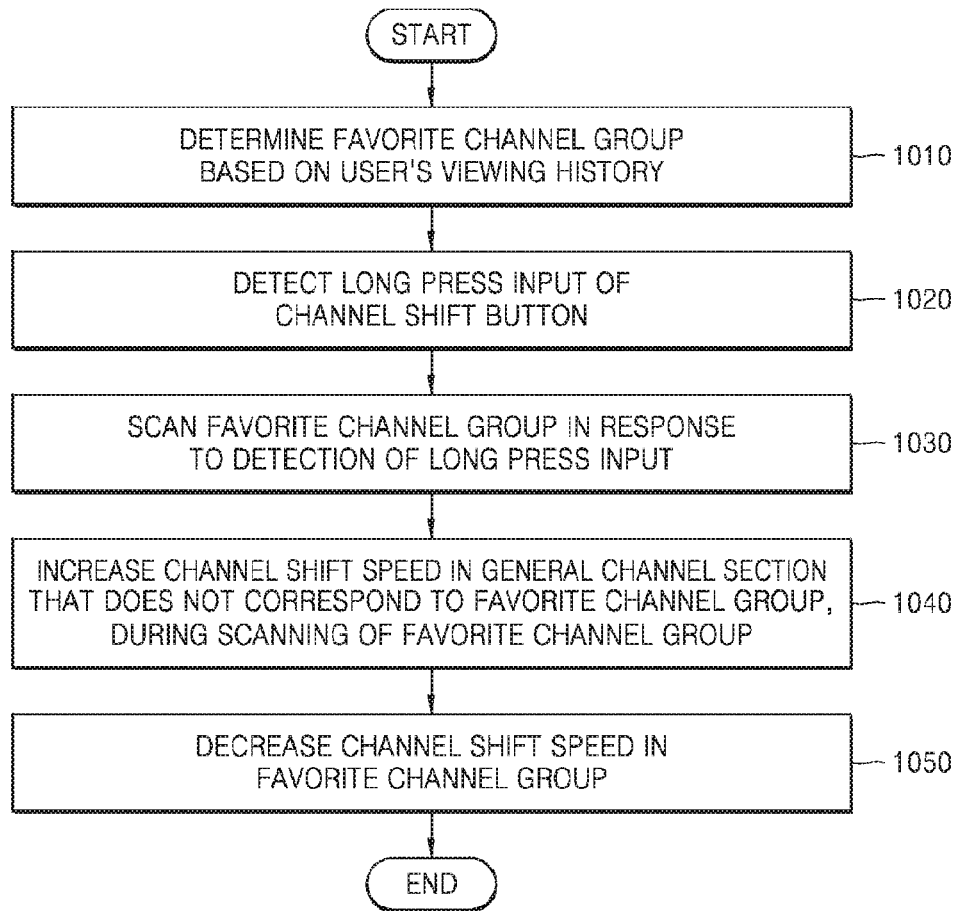 START
DETERMINE FAVORITE CHANNEL GROUP
BASED ON USER'S VIEWING HISTORY
1010
DETECT LONG PRESS INPUT OF
CHANNEL SHIFT BUTTON
1020
SCAN FAVORITE CHANNEL GROUP IN RESPONSE
TO DETECTION OF LONG PRESS INPUT
1030
INCREASE CHANNEL SHIFT SPEED IN GENERAL CHANNEL SECTION
THAT DOES NOT CORRESPOND TO FAVORITE CHANNEL GROUP,
DURING SCANNING OF FAVORITE CHANNEL GROUP
1040
DECREASE CHANNEL SHIFT SPEED IN
FAVORITE CHANNEL GROUP
1050
END